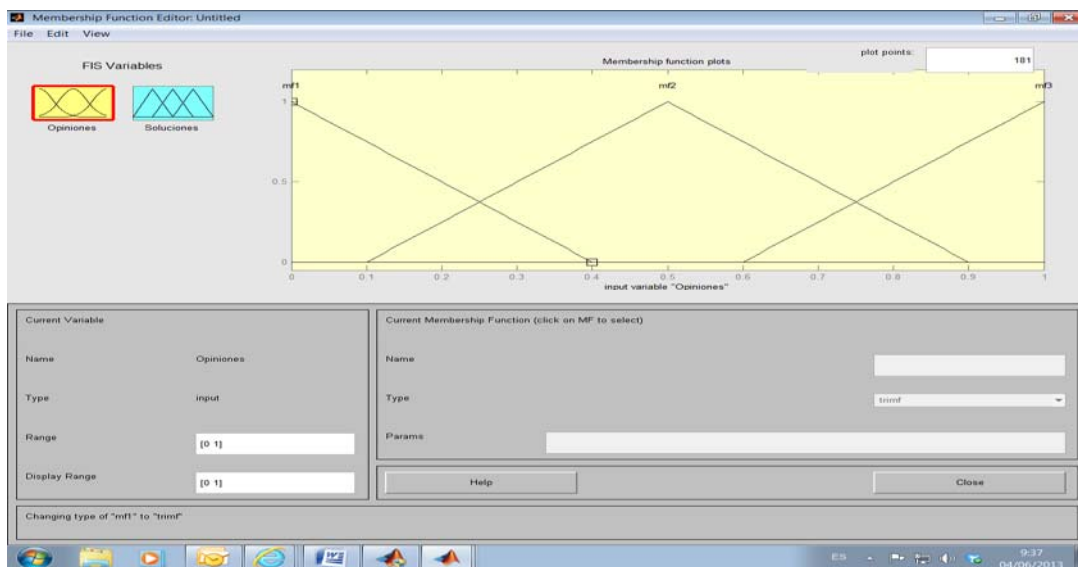 Membership Function Editor: Untitled
File Edit View
FIS Variables
Opiniones
Soluciones
Membership function plots
plot points:
181
mf1
mf2
mf3
1
0.5
0
0 0.1 0.2 0.3 0.4 0.5 0.6 0.7 0.8 0.9 1
input variable "Opiniones"
Current Variable
Name Opiniones
Type input
Range [0 1]
Display Range [0 1]
Current Membership Function (click on MF to select)
Name
Type trimf
Params
Help
Close
Changing type of "mf1" to "trimf"
ES
9:37
04/06/2013